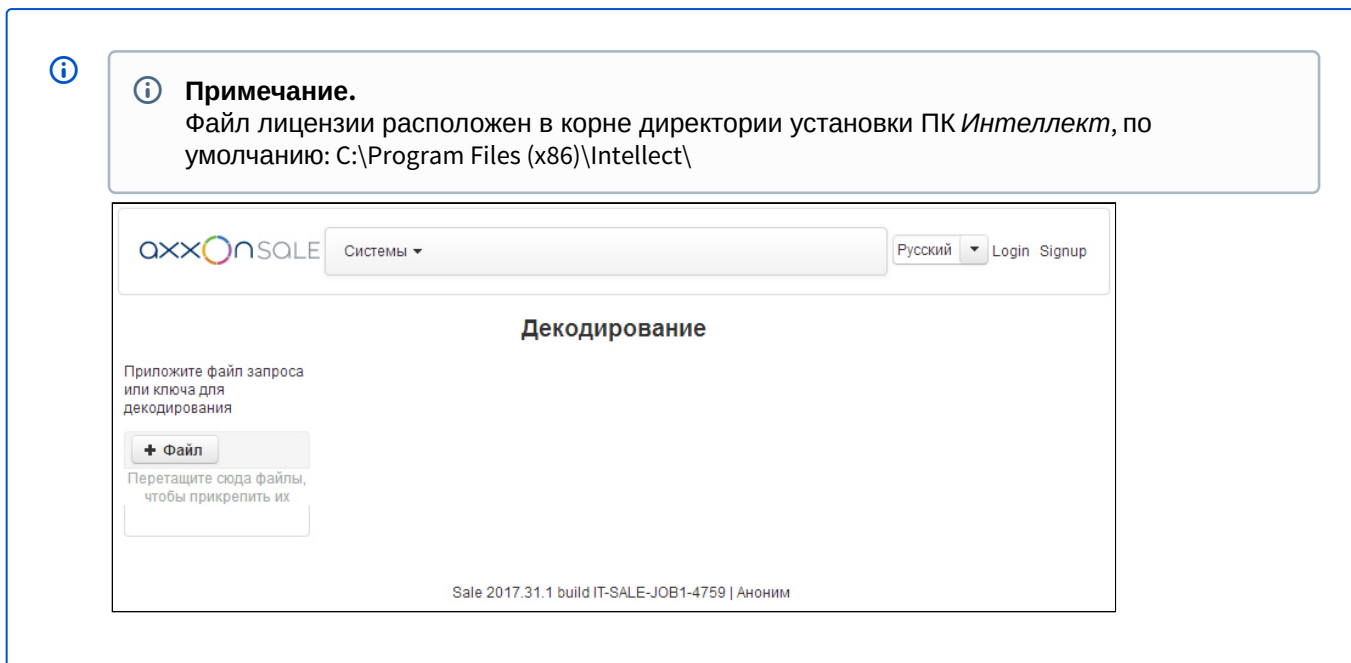 Примечание.
Файл лицензии расположен в корне директории установки ПК Интеллект, по
умолчанию: C:\Program Files (x86)\Intellect\
axxonsale Системы Русский Login Signup
Декодирование
Приложите файл запроса
или ключа для
декодирования
+ Файл
Перетащите сюда файлы,
чтобы прикрепить их
Sale 2017.31.1 build IT-SALE-JOB1-4759 | Аноним